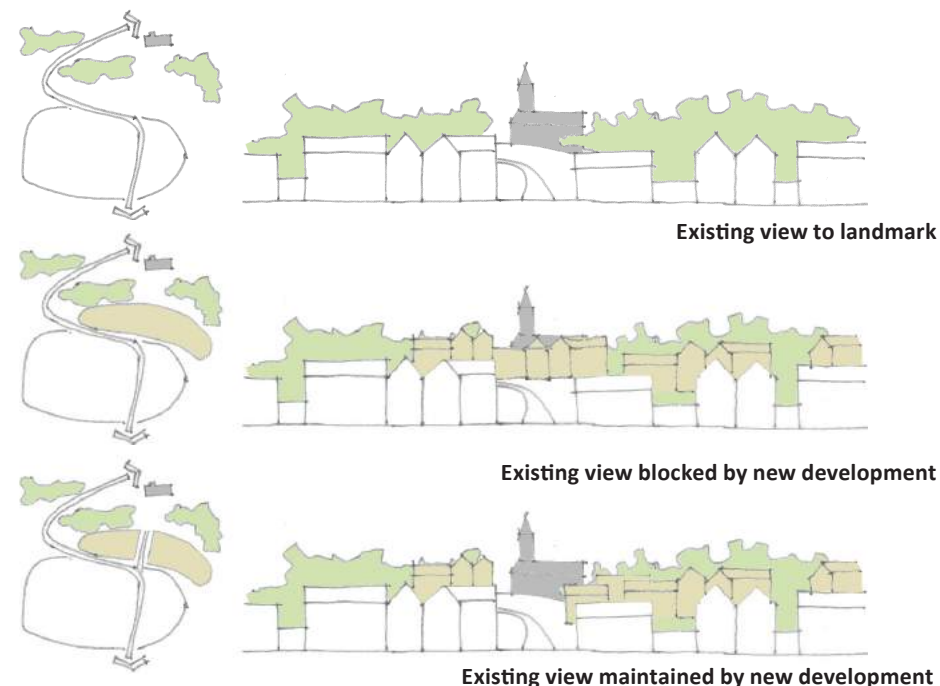 Existing view to landmark
Existing view blocked by new development
Existing view maintained by new development